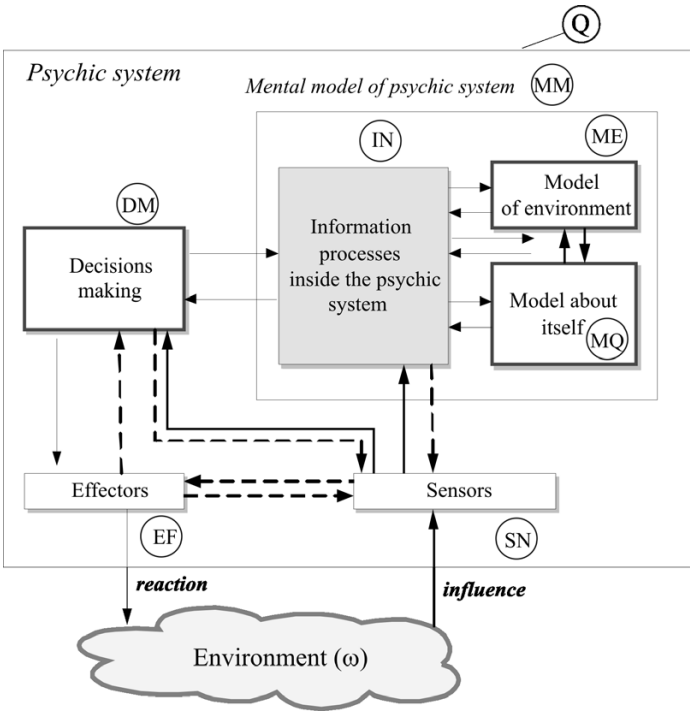 Q
Psychic system
Mental model of psychic system
MM
IN
ME
Model
of environment
DM
Information
processes
inside the psychic
system
Decisions
making
Model about
itself
MQ
Effectors
Sensors
EF
SN
reaction
influence
Environment (ω)